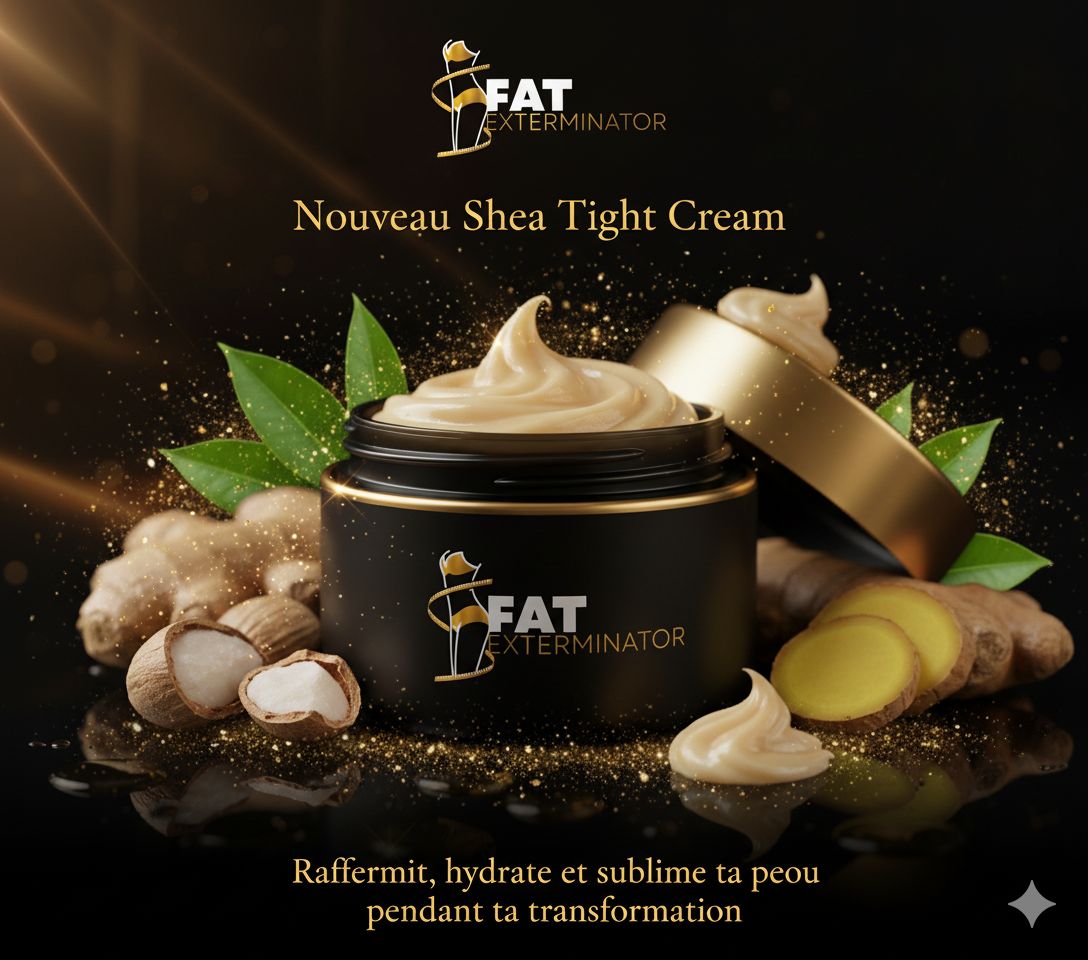 FAT
EXTERMINATOR
Nouveau Shea Tight Cream
FAT
EXTERMINATOR
Raffermit, hydrate et sublime ta peou
pendant ta transformation